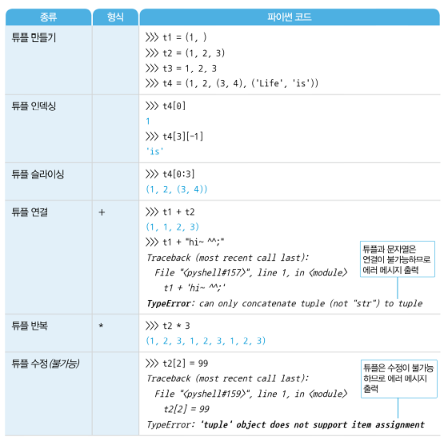 종류 형식 파이썬 코드
튜플 만들기
>>> t1 = (1, )
>>> t2 = (1, 2, 3)
>>> t3 = 1, 2, 3
>>> t4 = (1, 2, (3, 4), ('Life', 'is'))
튜플 인덱싱
>>> t4[0]
1
>>> t4[3][-1]
'is'
튜플 슬라이싱
>>> t4[0:3]
(1, 2, (3, 4))
튜플 연결 +
>>> t1 + t2
(1, 1, 2, 3)
>>> t1 + "hi~ ^^;"
Traceback (most recent call last):
File "<pyshell#157>", line 1, in <module>
t1 + 'hi~ ^^;'
TypeError: can only concatenate tuple (not "str") to tuple
튜플과 문자열은
연결이 불가능하므로
에러 메시지 출력
튜플 반복 *
>>> t2 * 3
(1, 2, 3, 1, 2, 3, 1, 2, 3)
튜플 수정(불가능)
>>> t2[2] = 99
Traceback (most recent call last):
File "<pyshell#159>", line 1, in <module>
t2[2] = 99
TypeError: 'tuple' object does not support item assignment
튜플은 수정이 불가능
하므로 에러 메시지
출력